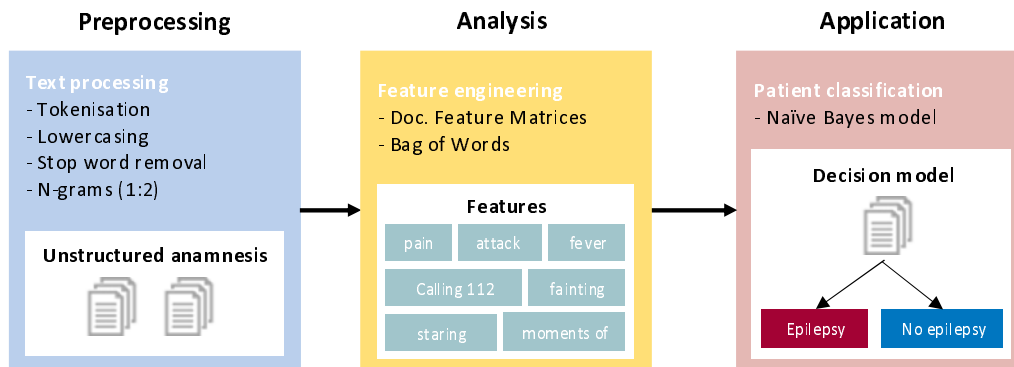 Preprocessing
Text processing
- Tokenisation
- Lowercasing
- Stop word removal
- N-grams (1:2)
Unstructured anamnesis
Analysis
Feature engineering
- Doc. Feature Matrices
- Bag of Words
Features
pain attack fever
Calling 112 fainting
staring moments of
Application
Patient classification
- Naïve Bayes model
Decision model
Epilepsy No epilepsy